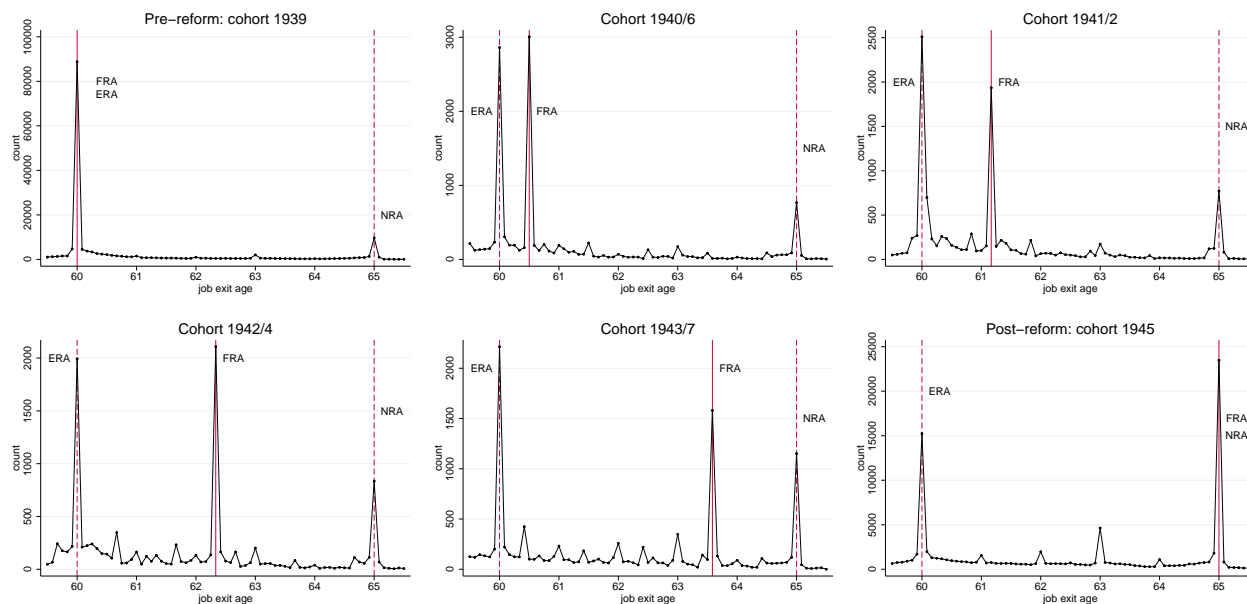 Pre−reform: cohort 1939
count
0 20000 40000 60000 80000 100000
FRA
ERA
NRA
60 61 62 63 64 65
job exit age
Cohort 1940/6
count
0 1000 2000 3000
ERA
FRA
NRA
60 61 62 63 64 65
job exit age
Cohort 1941/2
count
0 500 1000 1500 2000 2500
ERA
FRA
NRA
60 61 62 63 64 65
job exit age
Cohort 1942/4
count
0 500 1000 1500 2000
ERA
FRA
NRA
60 61 62 63 64 65
job exit age
Cohort 1943/7
count
0 500 1000 1500 2000
ERA
FRA
NRA
60 61 62 63 64 65
job exit age
Post−reform: cohort 1945
count
0 5000 10000 15000 20000 25000
ERA
FRA
NRA
60 61 62 63 64 65
job exit age